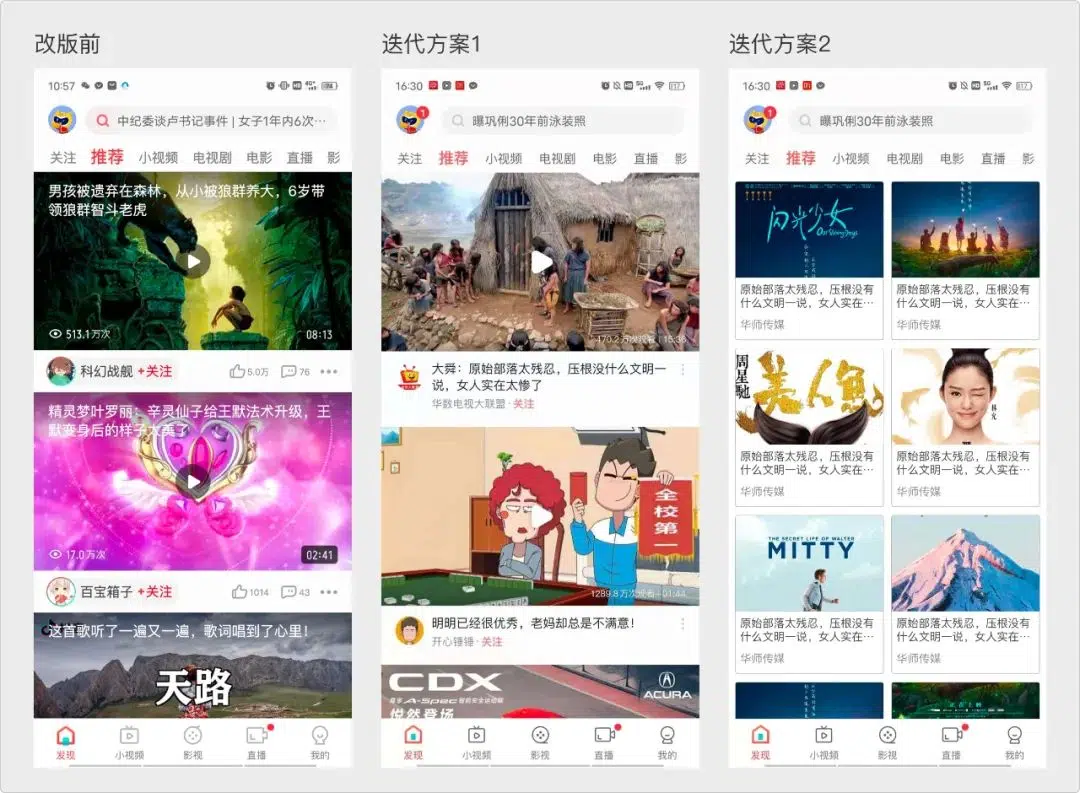 改版前
10:57
中纪委谈卢书记事件 | 女子1年内6次…
关注 推荐 小视频 电视剧 电影 直播 影
男孩被遗弃在森林，从小被狼群养大，6岁带
领狼群智斗老虎
513.1万次 08:13
科幻战舰 +关注 5.0万 76
精灵梦叶罗丽：辛灵仙子给王默法术升级，王
默变身后的样子太美了
17.0万次 02:41
百宝箱子 +关注 1014 43
这首歌听了一遍又一遍，歌词唱到了心里！
天路
发现 小视频 影视 直播 我的
迭代方案1
16:30
1
曝巩俐30年前泳装照
关注 推荐 小视频 电视剧 电影 直播 影
470.2万次观看 | 15:36
大舜：原始部落太残忍，压根没什么文明一
说，女人实在太惨了
华数电视大联盟 · 关注
全校第一
1289.8万次观看 – 01:44
明明已经很优秀，老妈却总是不满意！
开心锤锤 · 关注
CDX
ACURA
A-Spec
悦然登场
发现 小视频 影视 直播 我的
迭代方案2
16:30
1
曝巩俐30年前泳装照
关注 推荐 小视频 电视剧 电影 直播 影
闪光少女
Our Shining Days
原始部落太残忍，压根没有
什么文明一说，女人实在…
华师传媒
原始部落太残忍，压根没有
什么文明一说，女人实在…
华师传媒
周星驰
美人鱼
原始部落太残忍，压根没有
什么文明一说，女人实在…
华师传媒
林允
原始部落太残忍，压根没有
什么文明一说，女人实在…
华师传媒
THE SECRET LIFE OF WALTER
MITTY
原始部落太残忍，压根没有
什么文明一说，女人实在…
华师传媒
原始部落太残忍，压根没有
什么文明一说，女人实在…
华师传媒
发现 小视频 影视 直播 我的